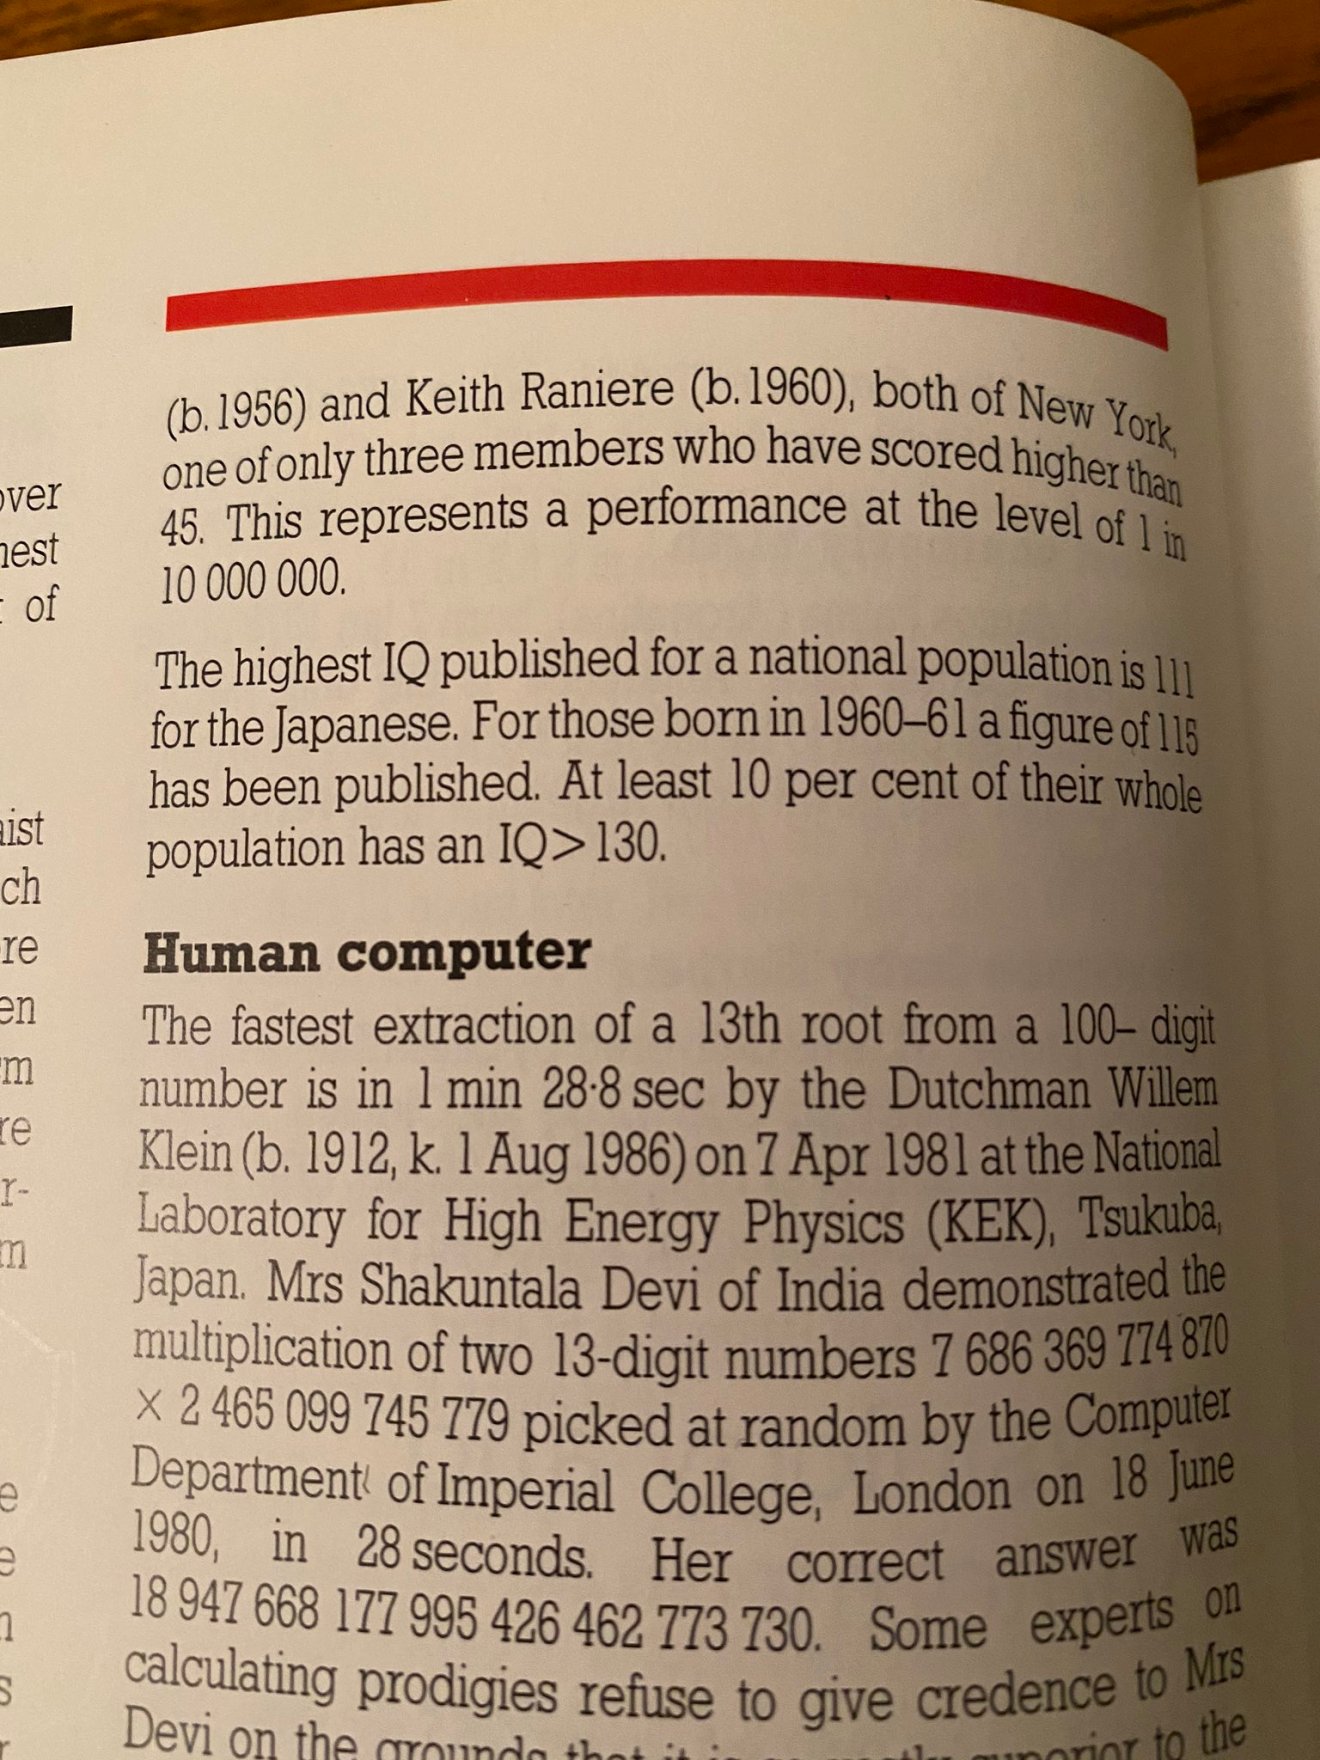 over
hest
of
aist
ch
re
en
rm
re
r-
m
e
e
n
s
r
(b. 1956) and Keith Raniere (b. 1960), both of New York,
one of only three members who have scored higher than
45. This represents a performance at the level of 1 in
10 000 000.
The highest IQ published for a national population is 111
for the Japanese. For those born in 1960–61 a figure of 115
has been published. At least 10 per cent of their whole
population has an IQ> 130.
Human computer
The fastest extraction of a 13th root from a 100– digit
number is in 1 min 28·8 sec by the Dutchman Willem
Klein (b. 1912, k. 1 Aug 1986) on 7 Apr 1981 at the National
Laboratory for High Energy Physics (KEK), Tsukuba,
Japan. Mrs Shakuntala Devi of India demonstrated the
multiplication of two 13-digit numbers 7 686 369 774 870
× 2 465 099 745 779 picked at random by the Computer
Department of Imperial College, London on 18 June
1980, in 28 seconds. Her correct answer was
18 947 668 177 995 426 462 773 730. Some experts on
calculating prodigies refuse to give credence to Mrs
Devi on the grounds that it is so vastly superior to the